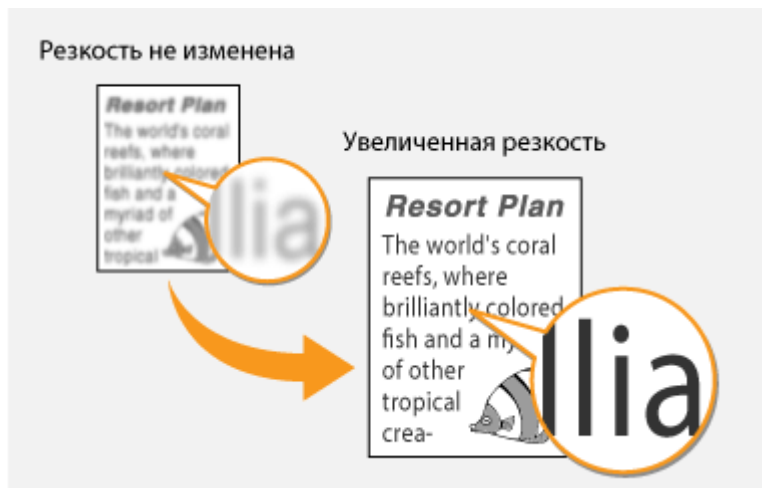 Резкость не изменена
Resort Plan
The world's coral
reefs, where
brilliantly colored
fish and a
myriad of
other
tropical
llia
Увеличенная резкость
Resort Plan
The world's coral
reefs, where
brilliantly colored
fish and a my
of other
tropical
crea-
llia